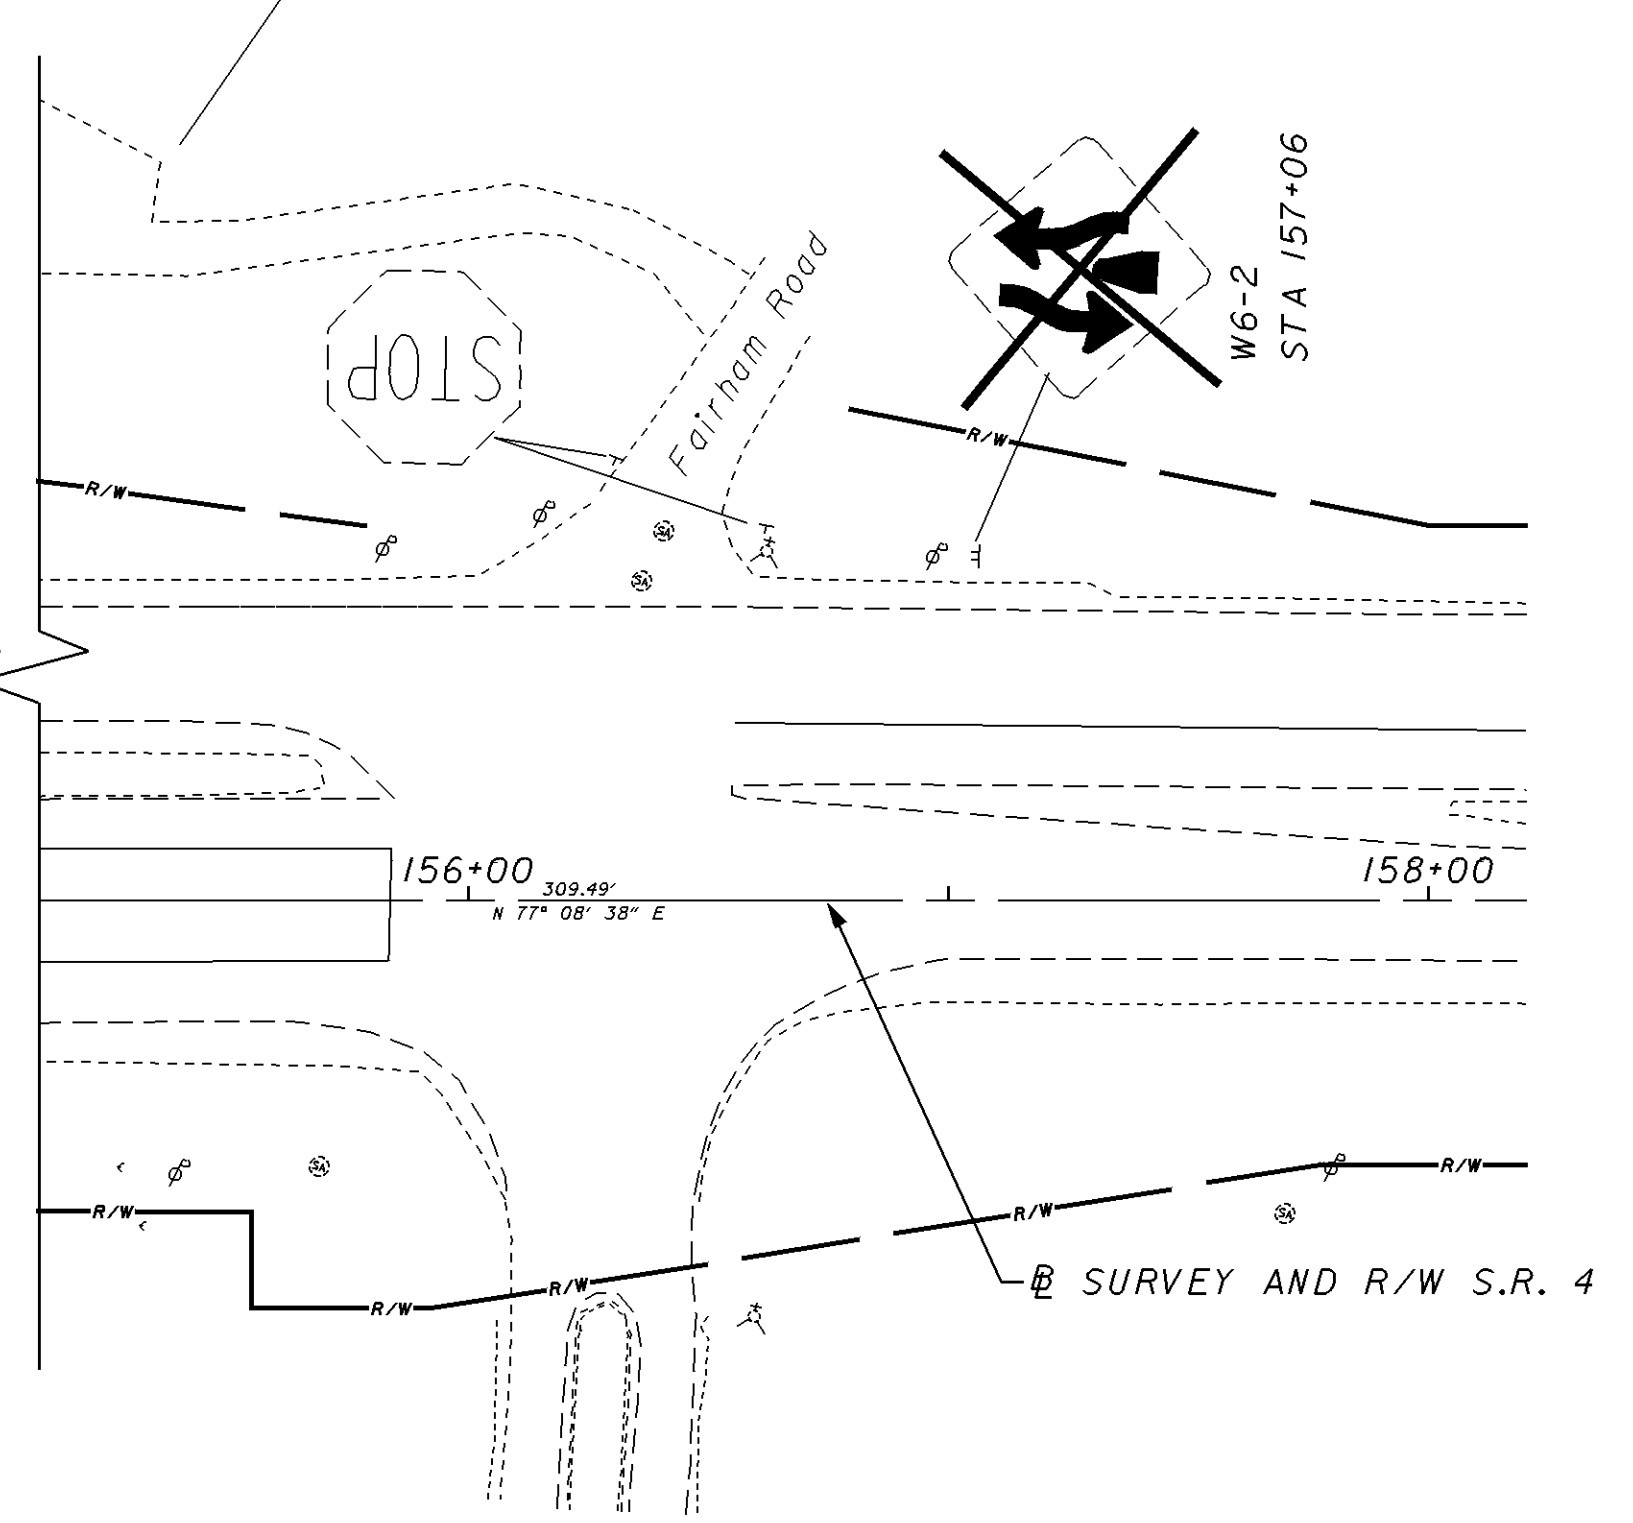 W6-2
STA 157+06
Fairham Road
STOP
R/W
R/W
SA
SA
156+00
309.49'
N 77° 08' 38" E
158+00
SA
R/W
R/W
R/W
R/W
R/W
SA
℄ SURVEY AND R/W S.R. 4